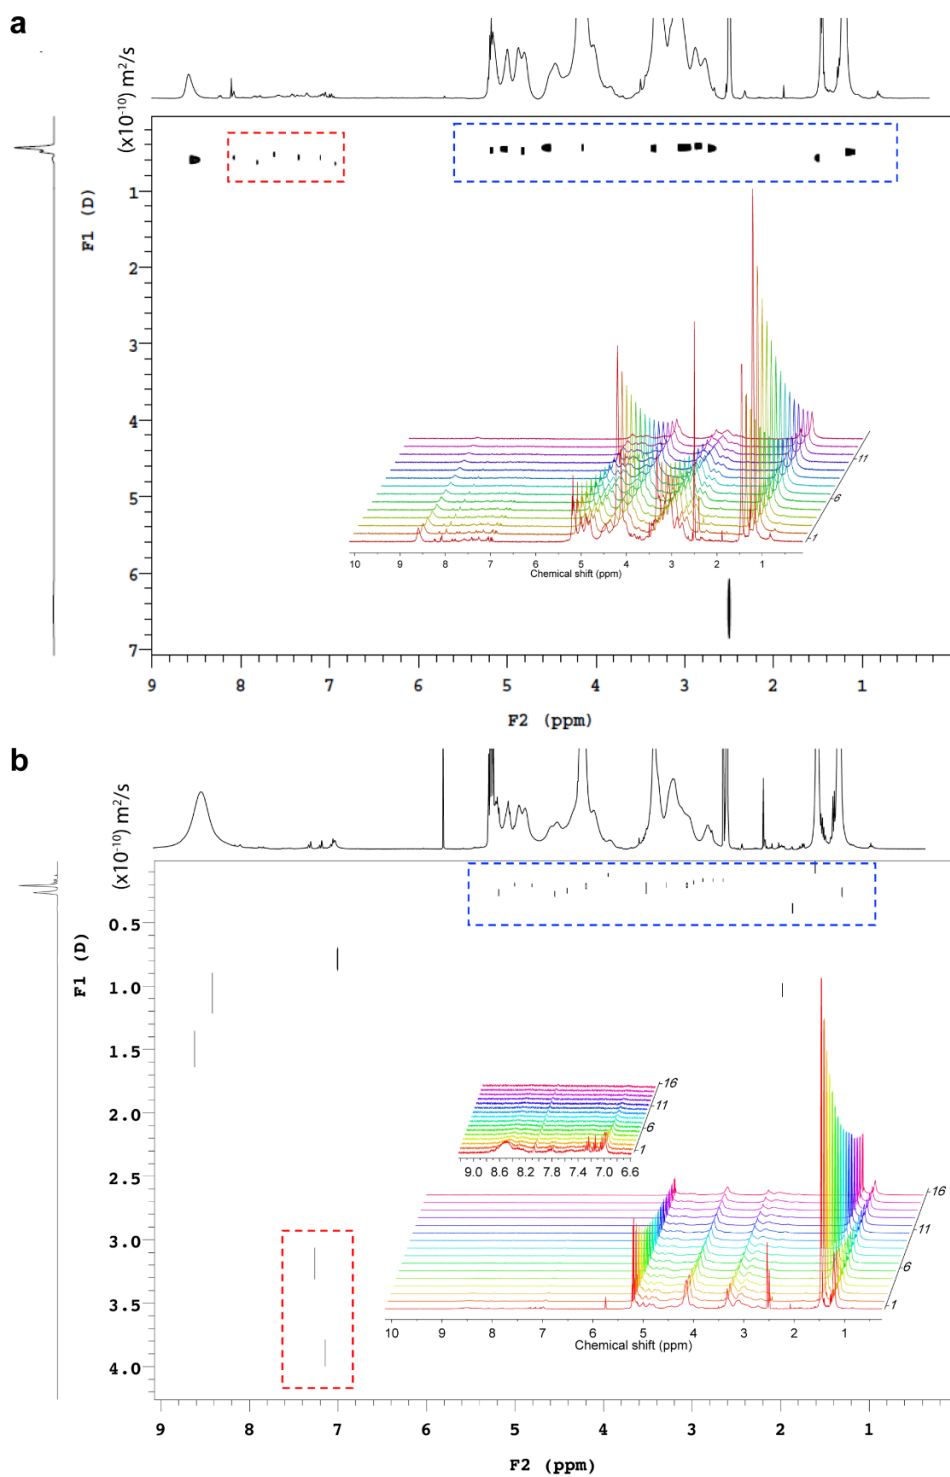 a
(x10⁻¹⁰) m²/s
F1 (D)
1
2
3
4
5
6
7
11
6
1
10 9 8 7 6 5 4 3 2 1
Chemical shift (ppm)
9 8 7 6 5 4 3 2 1
F2 (ppm)
b
(x10⁻¹⁰) m²/s
F1 (D)
0.5
1.0
1.5
2.0
2.5
3.0
3.5
4.0
16
11
6
1
9.0 8.6 8.2 7.8 7.4 7.0 6.6
16
6
1
10 9 8 7 6 5 4 3 2 1
Chemical shift (ppm)
9 8 7 6 5 4 3 2 1
F2 (ppm)